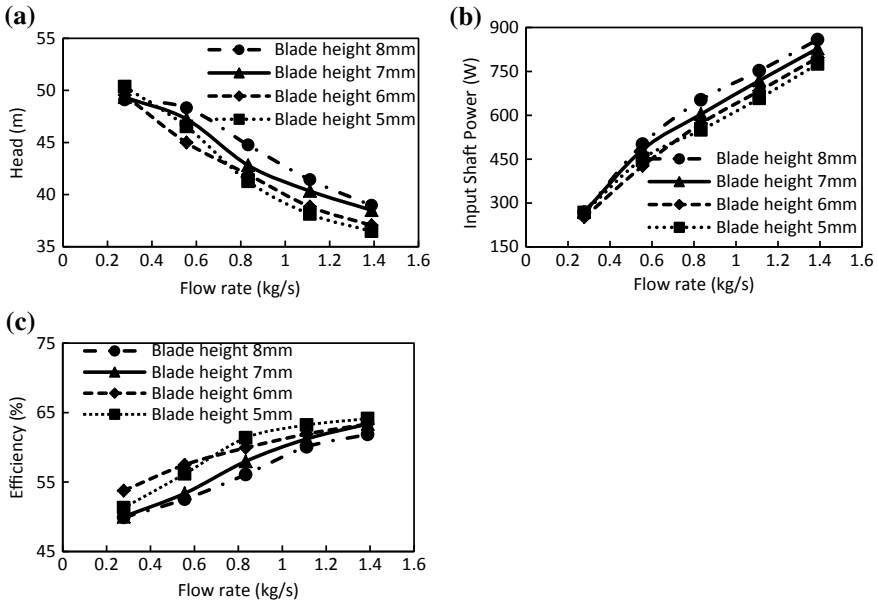 (a)
55
50
45
40
35
Head (m)
0 0.2 0.4 0.6 0.8 1 1.2 1.4 1.6
Flow rate (kg/s)
Blade height 8mm
Blade height 7mm
Blade height 6mm
Blade height 5mm
(b)
900
750
600
450
300
150
Input Shaft Power (W)
0 0.2 0.4 0.6 0.8 1 1.2 1.4 1.6
Flow rate (kg/s)
Blade height 8mm
Blade height 7mm
Blade height 6mm
Blade height 5mm
(c)
75
65
55
45
Efficiency (%)
0 0.2 0.4 0.6 0.8 1 1.2 1.4 1.6
Flow rate (kg/s)
Blade height 8mm
Blade height 7mm
Blade height 6mm
Blade height 5mm